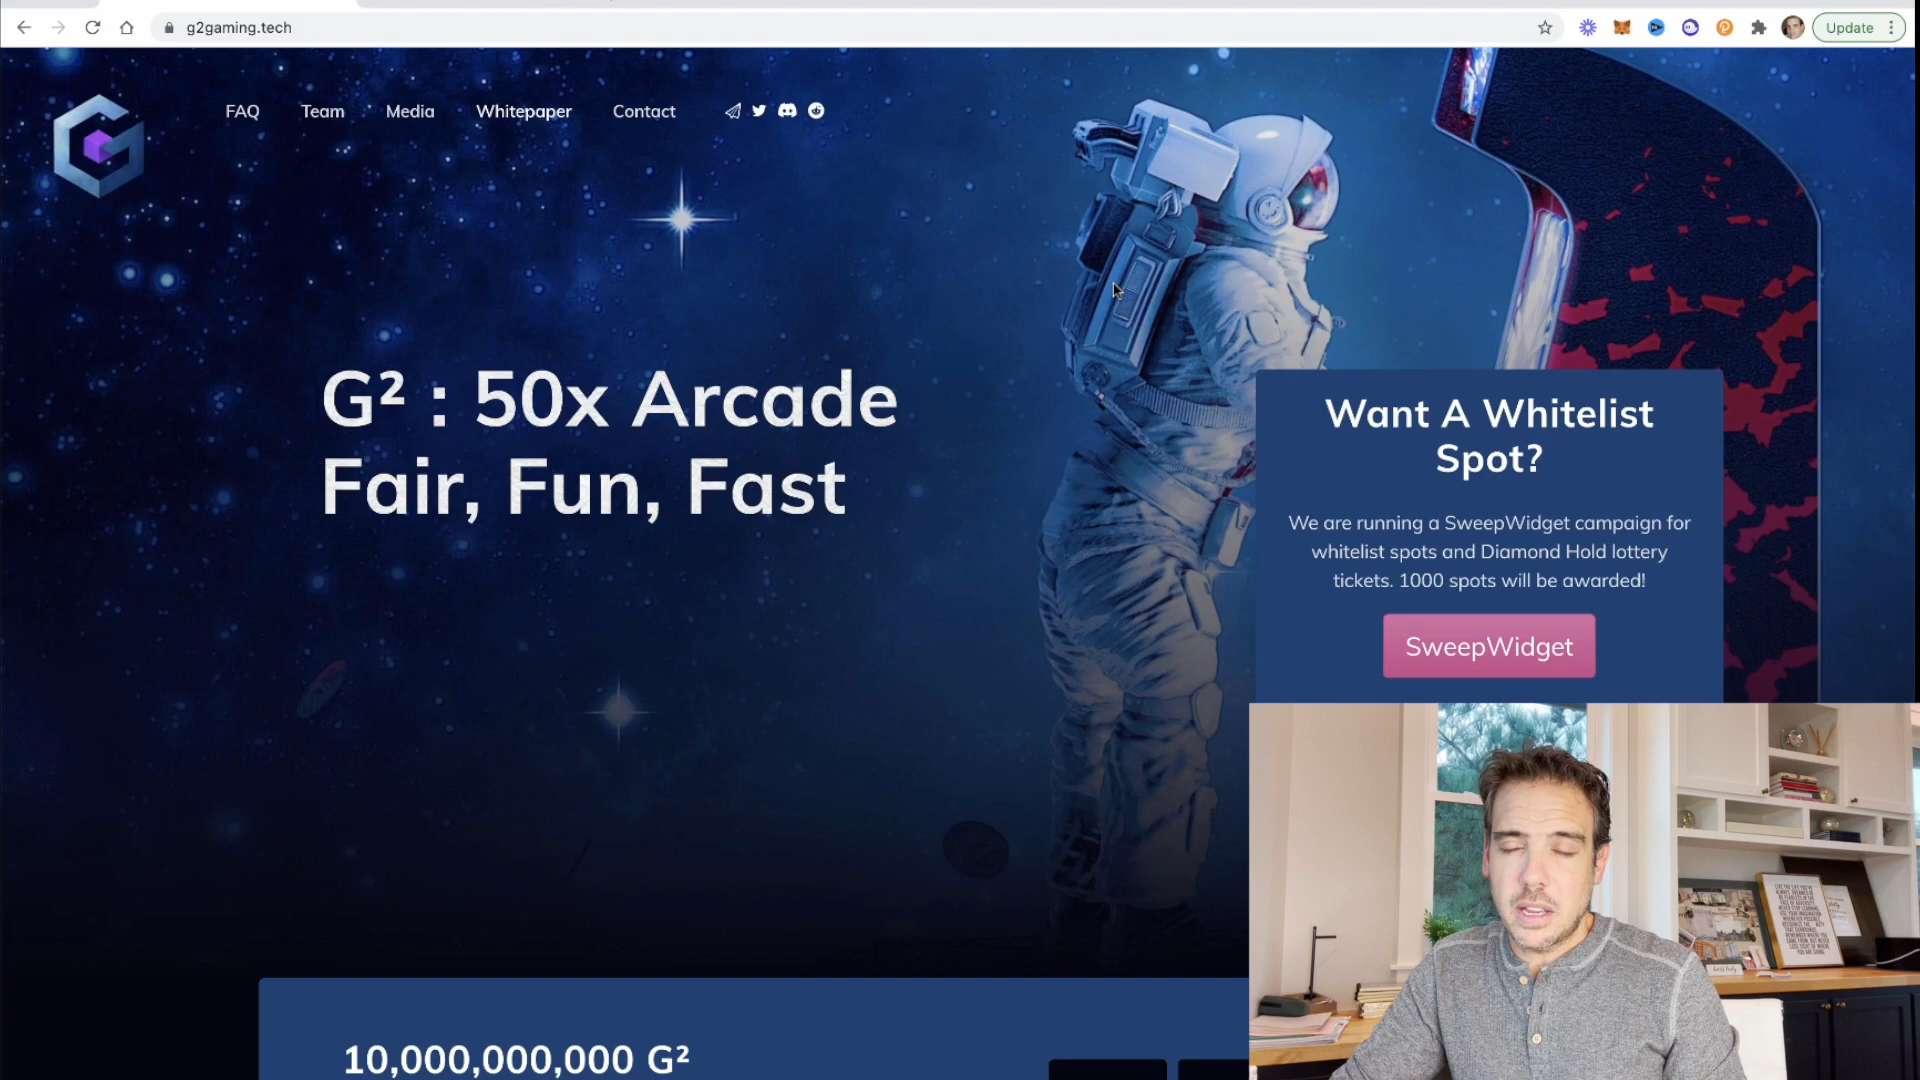 g2gaming.tech
Update
FAQ
Team
Media
Whitepaper
Contact
G² : 50x Arcade
Fair, Fun, Fast
Want A Whitelist
Spot?
We are running a SweepWidget campaign for
whitelist spots and Diamond Hold lottery
tickets. 1000 spots will be awarded!
SweepWidget
10,000,000,000 G²